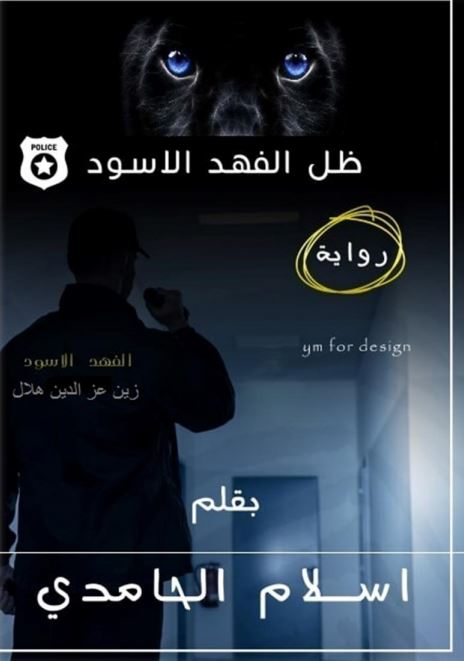 POLICE
ظل الفهد الاسود
رواية
ym for design
الفهد الاسود
زين عز الدين هلال
بقلم
اسلام الحامدي